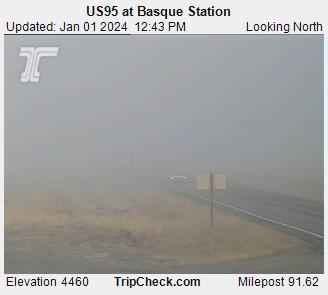 US95 at Basque Station
Updated: Jan 01 2024 12:43 PM Looking North
Elevation 4460 TripCheck.com Milepost 91.62